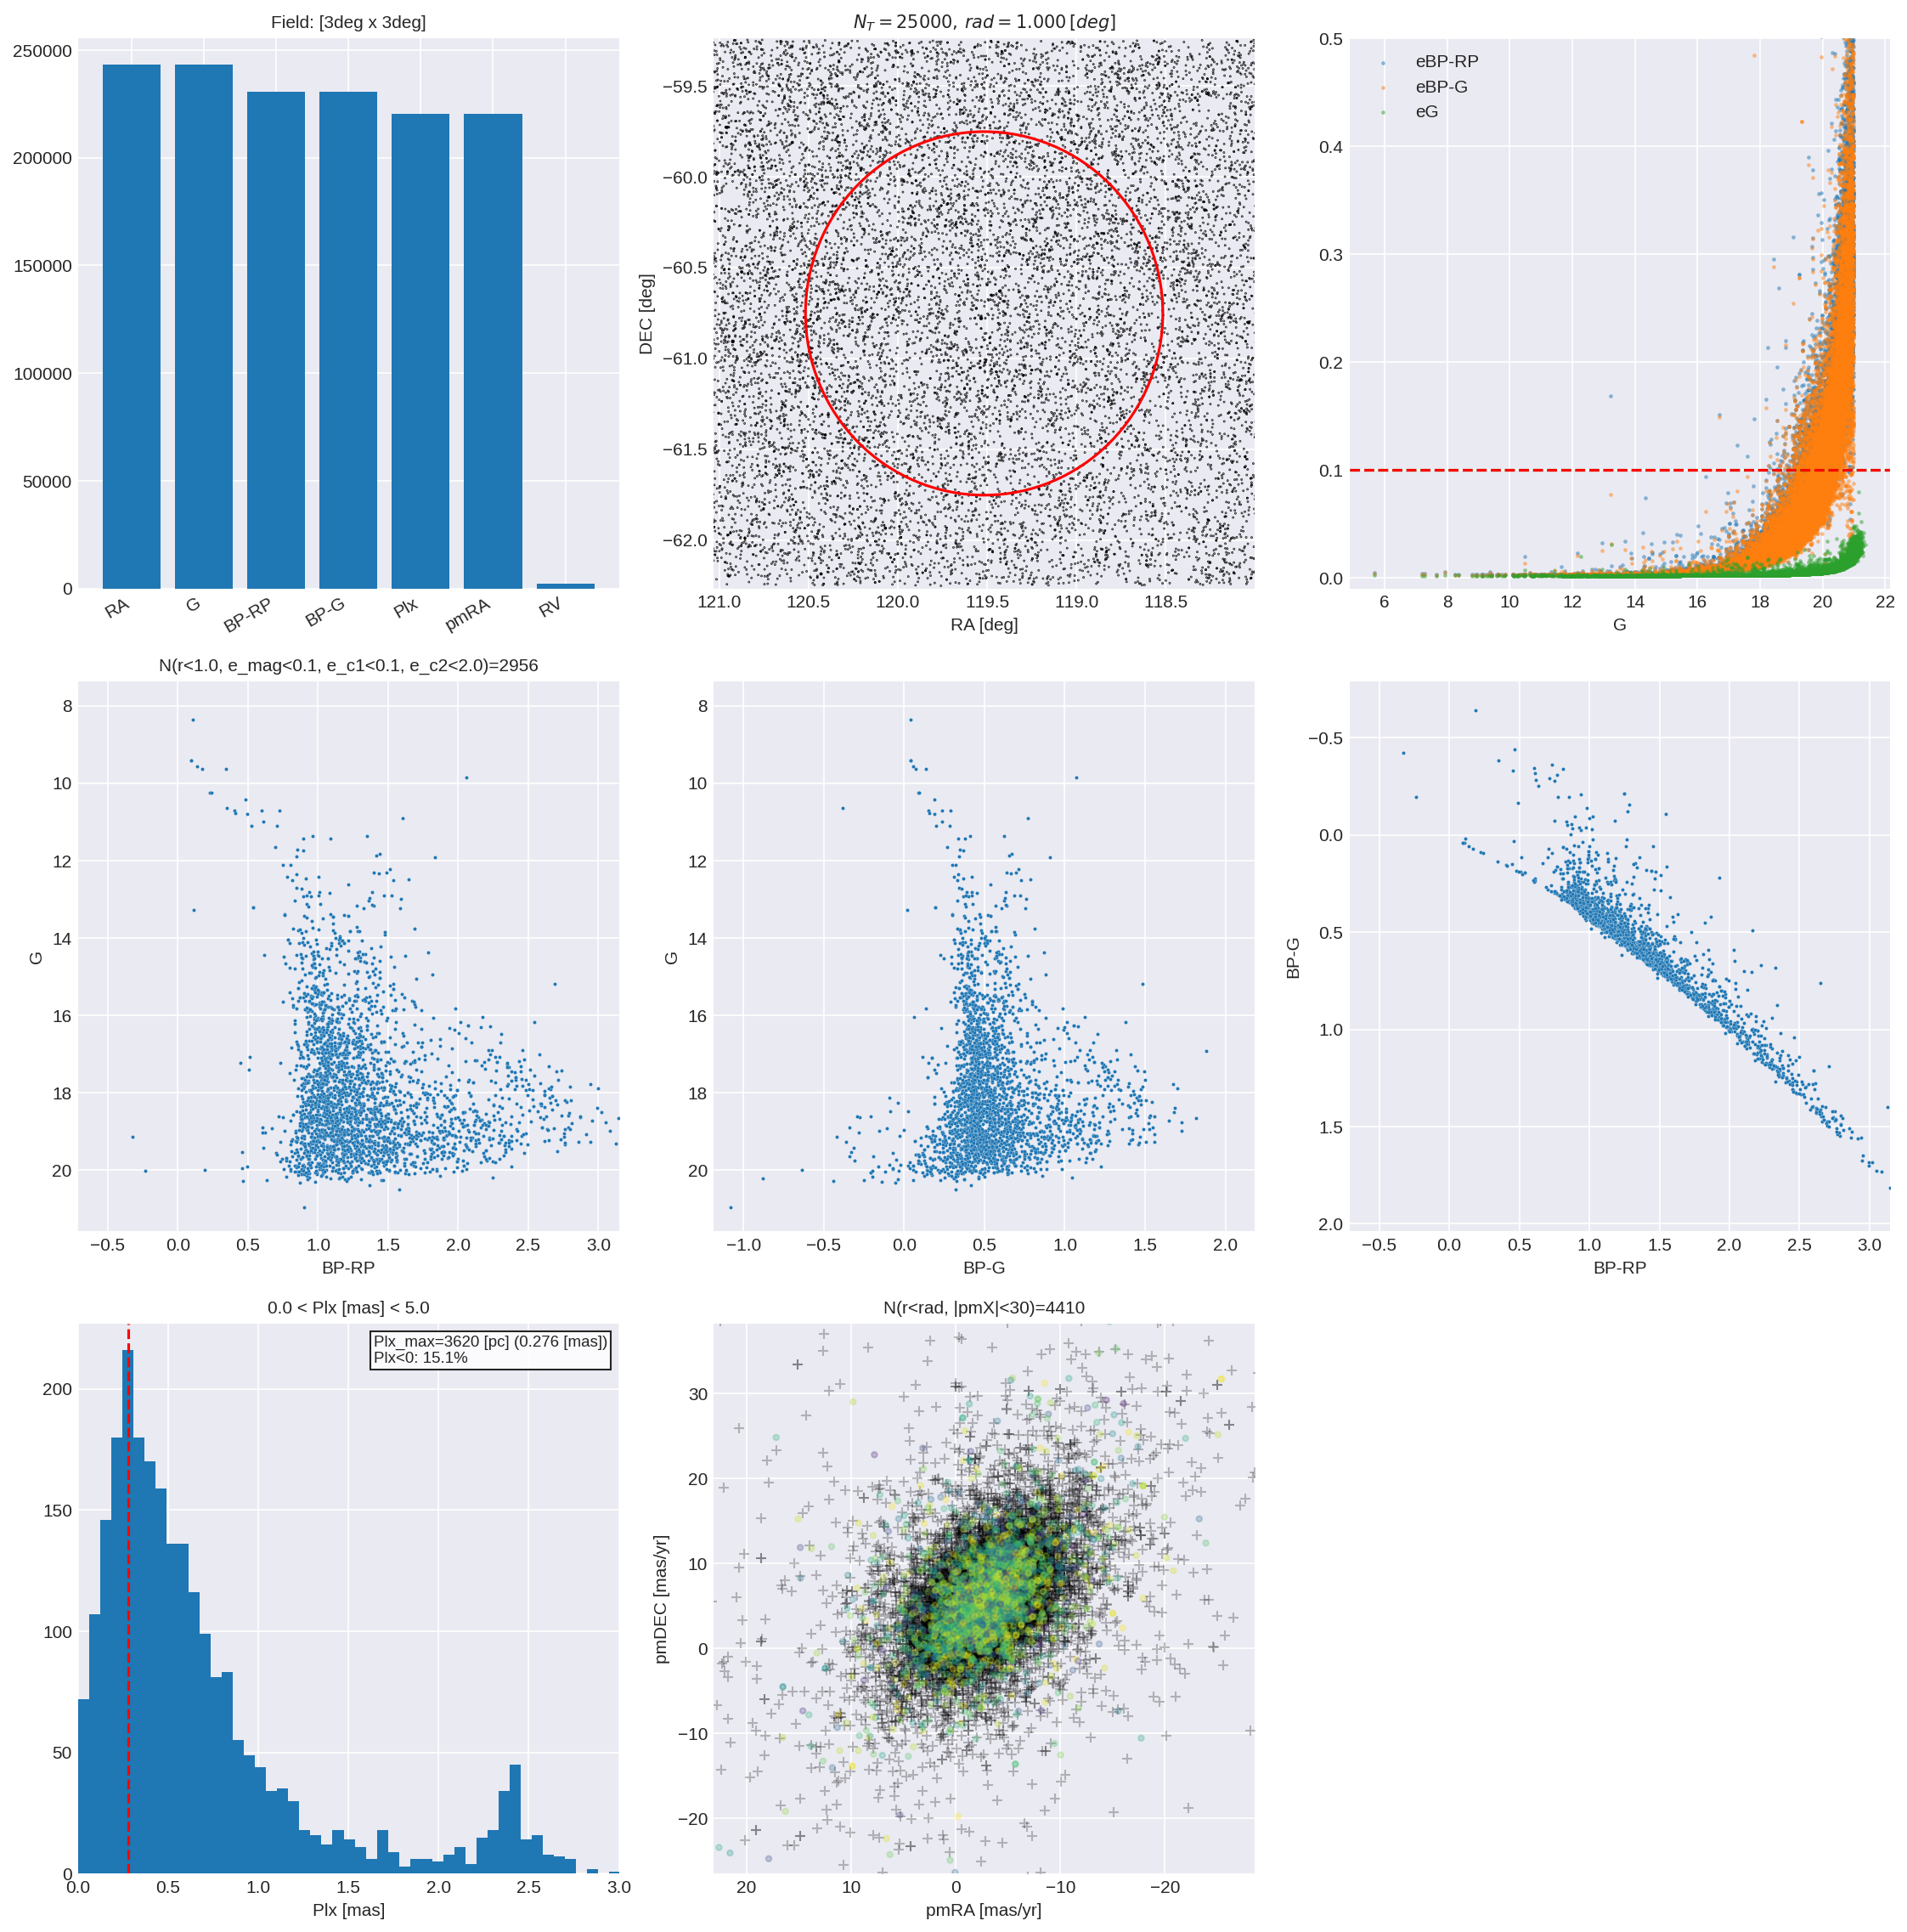 Field: [3deg x 3deg]
250000
200000
150000
100000
50000
0
RA
G
BP-RP
BP-G
Plx
pmRA
RV
N_T = 25000, rad = 1.000 [deg]
DEC [deg]
−59.5
−60.0
−60.5
−61.0
−61.5
−62.0
121.0 120.5 120.0 119.5 119.0 118.5
RA [deg]
eBP-RP
eBP-G
eG
0.5
0.4
0.3
0.2
0.1
0.0
6 8 10 12 14 16 18 20 22
G
N(r<1.0, e_mag<0.1, e_c1<0.1, e_c2<2.0)=2956
G
8
10
12
14
16
18
20
−0.5 0.0 0.5 1.0 1.5 2.0 2.5 3.0
BP-RP
G
8
10
12
14
16
18
20
−1.0 −0.5 0.0 0.5 1.0 1.5 2.0
BP-G
BP-G
−0.5
0.0
0.5
1.0
1.5
2.0
−0.5 0.0 0.5 1.0 1.5 2.0 2.5 3.0
BP-RP
0.0 < Plx [mas] < 5.0
Plx_max=3620 [pc] (0.276 [mas])
Plx<0: 15.1%
200
150
100
50
0
0.0 0.5 1.0 1.5 2.0 2.5 3.0
Plx [mas]
N(r<rad, |pmX|<30)=4410
pmDEC [mas/yr]
30
20
10
0
−10
−20
20 10 0 −10 −20
pmRA [mas/yr]